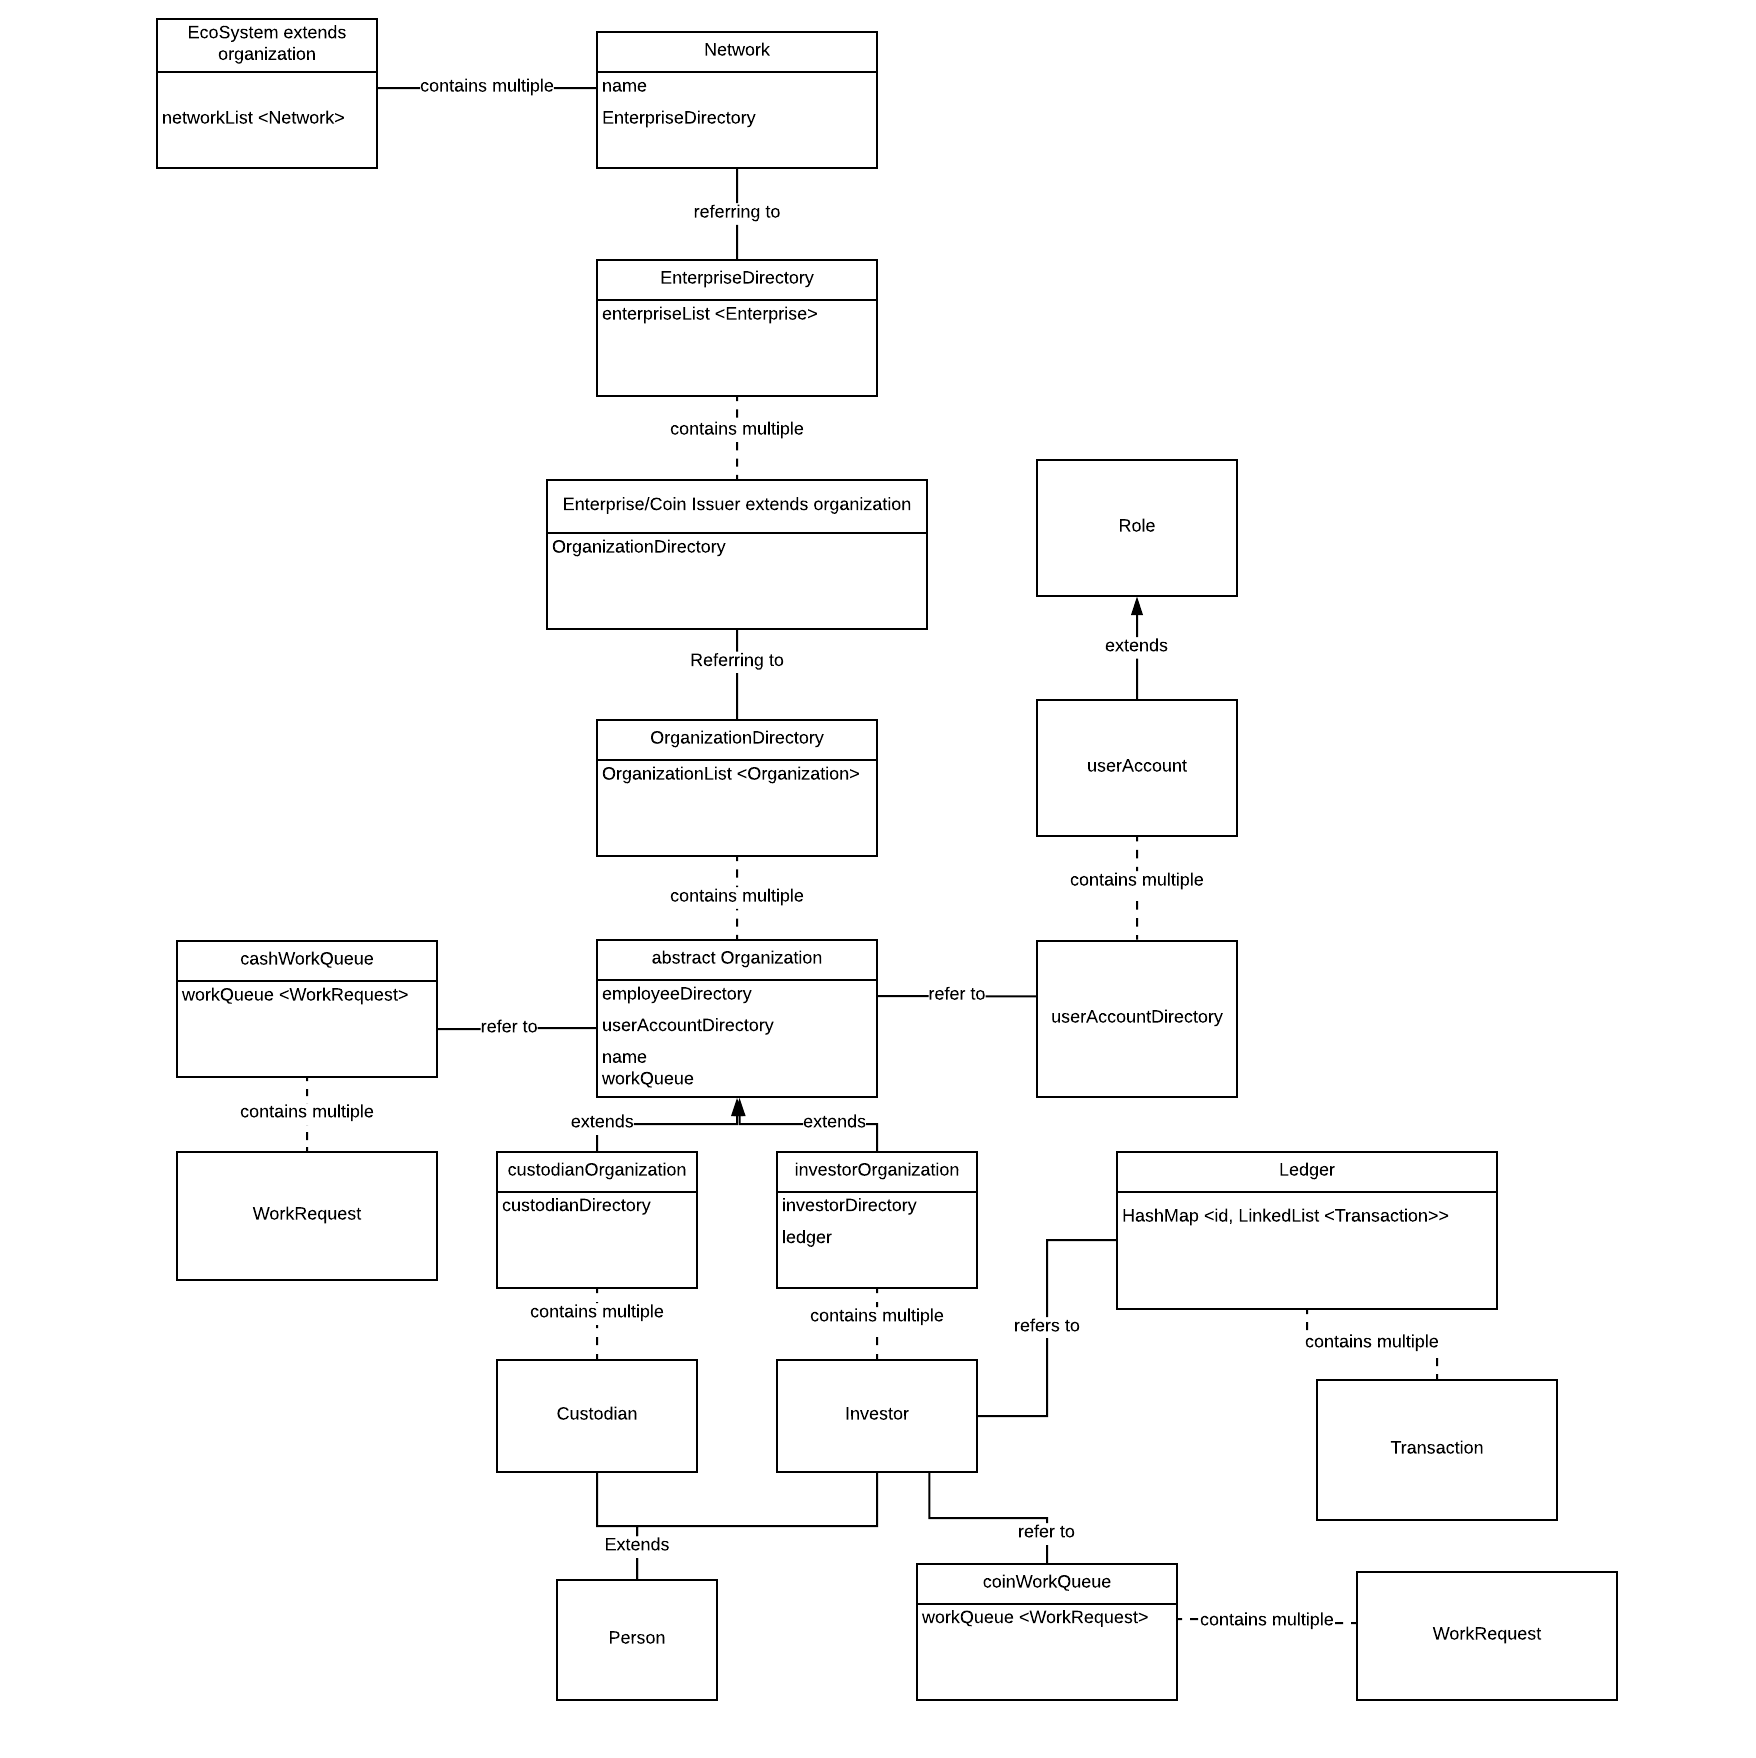 EcoSystem extends
organization
networkList <Network>
contains multiple
Network
name
EnterpriseDirectory
referring to
EnterpriseDirectory
enterpriseList <Enterprise>
contains multiple
Enterprise/Coin Issuer extends organization
OrganizationDirectory
Referring to
OrganizationDirectory
OrganizationList <Organization>
contains multiple
Role
extends
userAccount
contains multiple
userAccountDirectory
cashWorkQueue
workQueue <WorkRequest>
refer to
abstract Organization
employeeDirectory
userAccountDirectory
name
workQueue
refer to
contains multiple
WorkRequest
extends
extends
custodianOrganization
custodianDirectory
investorOrganization
investorDirectory
ledger
Ledger
HashMap <id, LinkedList <Transaction>>
contains multiple
contains multiple
refers to
contains multiple
Custodian
Investor
Transaction
Extends
refer to
Person
coinWorkQueue
workQueue <WorkRequest>
contains multiple
WorkRequest